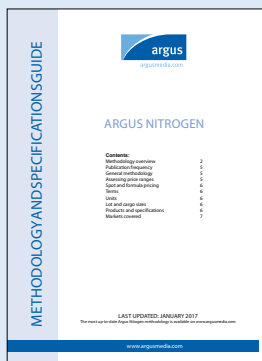 argus
argusmedia.com
METHODOLOGY AND SPECIFICATIONS GUIDE
ARGUS NITROGEN
Contents:
Methodology overview 2
Publication frequency 5
General methodology 5
Assessing price ranges 5
Spot and formula pricing 6
Terms 6
Units 6
Lot and cargo sizes 6
Products and specifications 6
Markets covered 7
LAST UPDATED: JANUARY 2017
The most up-to-date Argus Nitrogen methodology is available on www.argusmedia.com
www.argusmedia.com